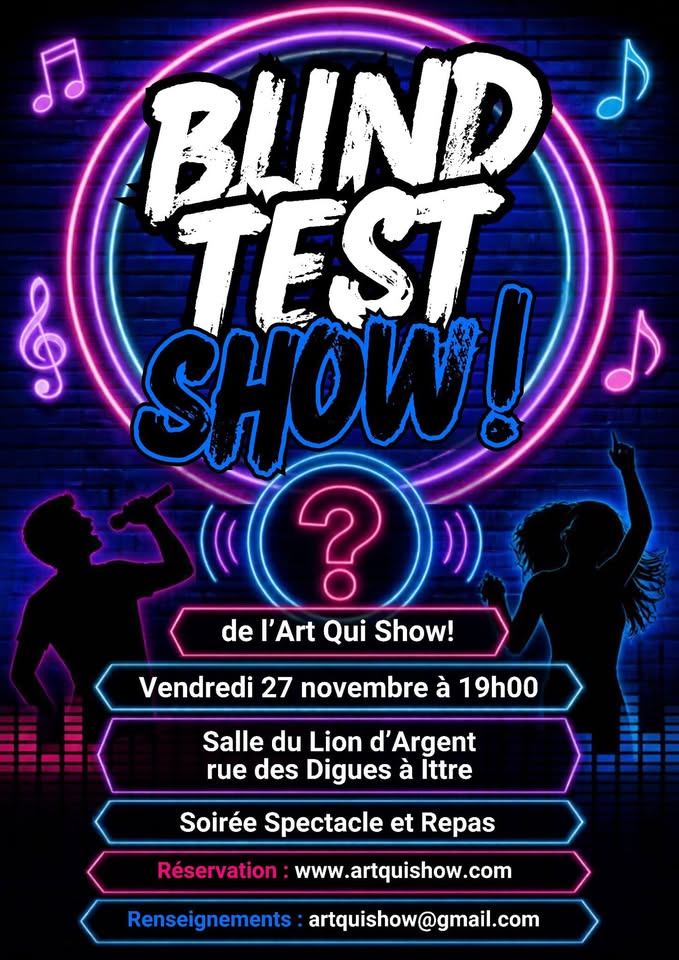 BLIND
TEST
SHOW !
?
de l’Art Qui Show!
Vendredi 27 novembre à 19h00
Salle du Lion d’Argent
rue des Digues à Ittre
Soirée Spectacle et Repas
Réservation : www.artquishow.com
Renseignements : artquishow@gmail.com